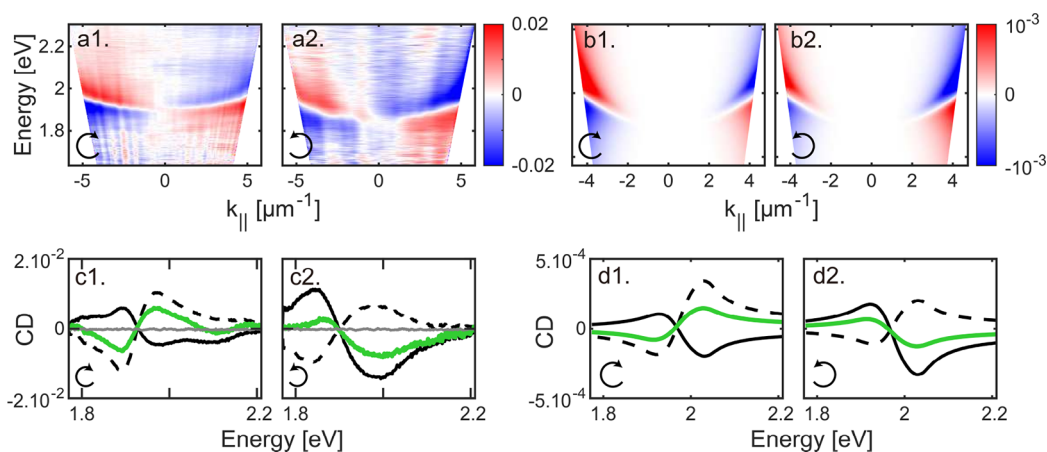 a1.
a2.
2.2
2
1.8
Energy [eV]
-5
0
5
-5
0
5
k|| [µm-1]
0.02
0
-0.02
b1.
b2.
-4
-2
0
2
4
-4
-2
0
2
4
k|| [µm-1]
10-3
0
-10-3
c1.
c2.
2.10-2
0
-2.10-2
CD
1.8
2.2
1.8
2.2
Energy [eV]
d1.
d2.
5.10-4
0
-5.10-4
CD
1.8
2
2.2
1.8
2
2.2
Energy [eV]